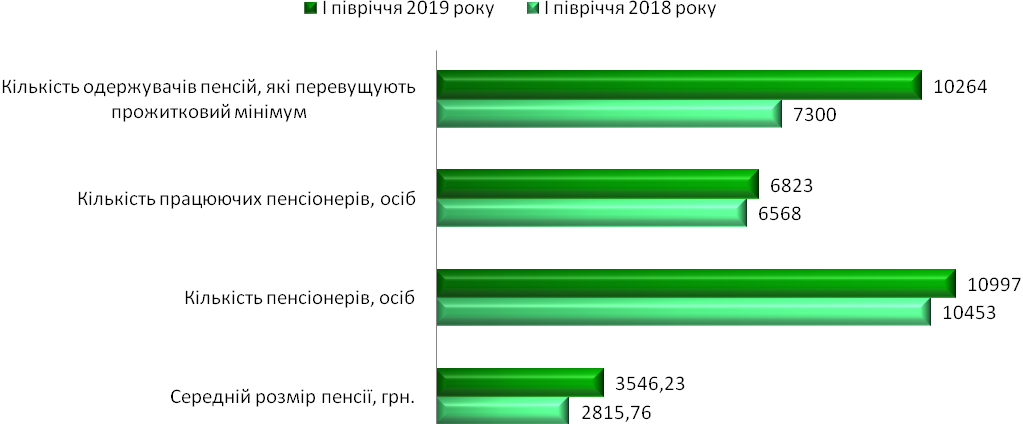 І півріччя 2019 року І півріччя 2018 року
Кількість одержувачів пенсій, які перевущують
прожитковий мінімум
10264
7300
Кількість працюючих пенсіонерів, осіб
6823
6568
Кількість пенсіонерів, осіб
10997
10453
Середній розмір пенсії, грн.
3546,23
2815,76